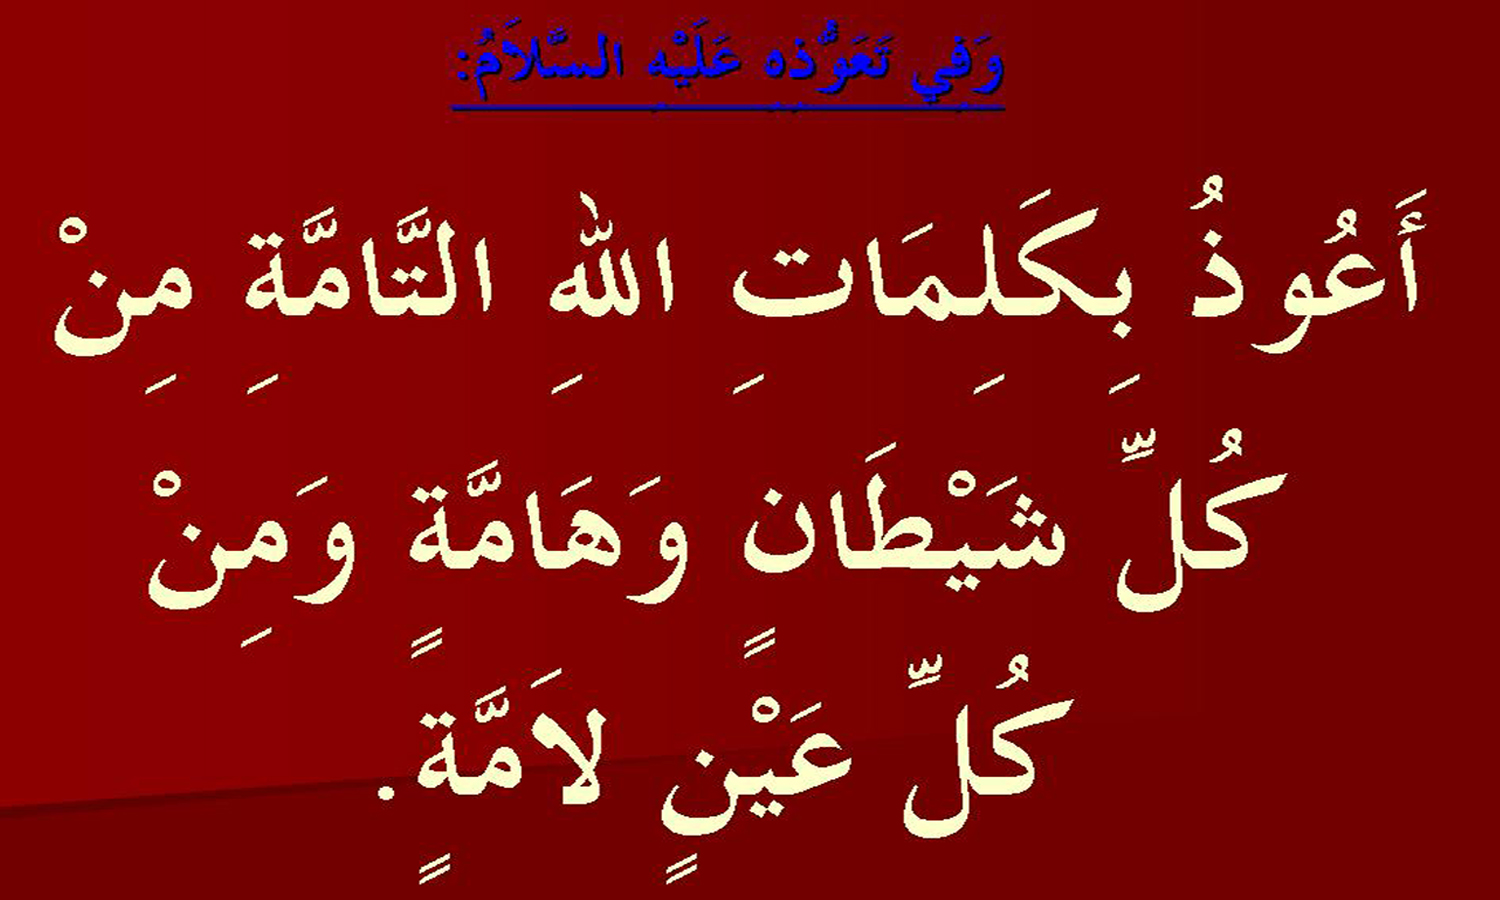 وَفِي تَعَوُّذِهِ عَلَيْهِ السَّلاَمُ:
أَعُوذُ بِكَلِمَاتِ اللهِ التَّامَّةِ مِنْ
كُلِّ شَيْطَانٍ وَهَامَّةٍ وَمِنْ
كُلِّ عَيْنٍ لاَمَّةٍ.